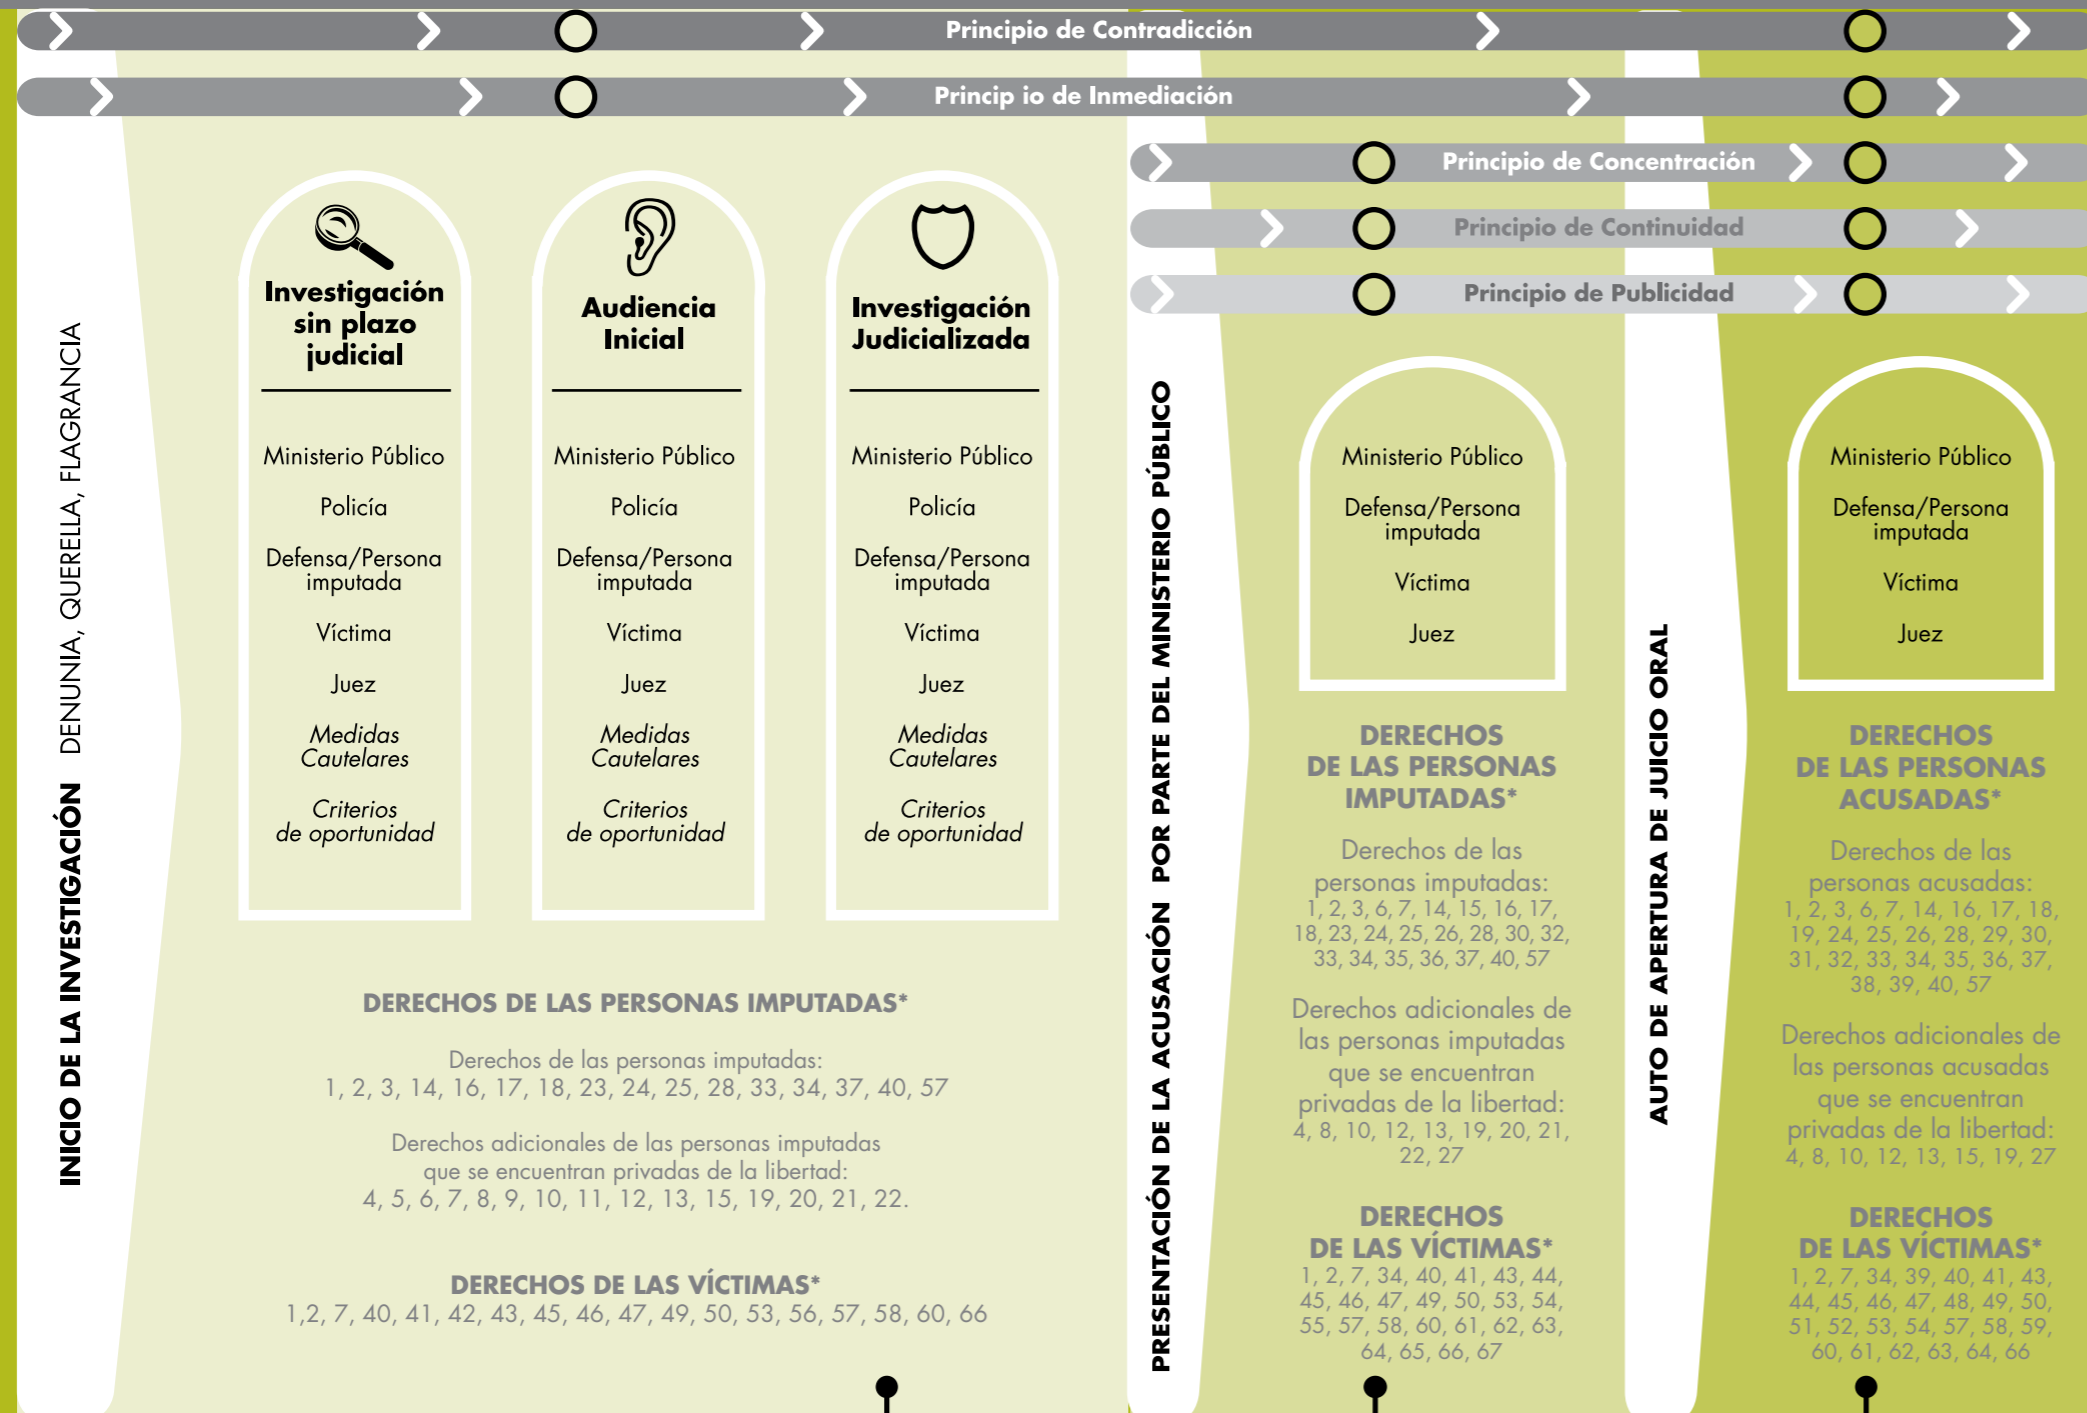 Principio de Contradicción
Princip io de Inmediación
Principio de Concentración
Principio de Continuidad
Principio de Publicidad
INICIO DE LA INVESTIGACIÓN DENUNIA, QUERELLA, FLAGRANCIA
Investigación
sin plazo
judicial
Ministerio Público
Policía
Defensa/Persona
imputada
Víctima
Juez
Medidas
Cautelares
Criterios
de oportunidad
Audiencia
Inicial
Ministerio Público
Policía
Defensa/Persona
imputada
Víctima
Juez
Medidas
Cautelares
Criterios
de oportunidad
Investigación
Judicializada
Ministerio Público
Policía
Defensa/Persona
imputada
Víctima
Juez
Medidas
Cautelares
Criterios
de oportunidad
DERECHOS DE LAS PERSONAS IMPUTADAS*
Derechos de las personas imputadas:
1, 2, 3, 14, 16, 17, 18, 23, 24, 25, 28, 33, 34, 37, 40, 57
Derechos adicionales de las personas imputadas
que se encuentran privadas de la libertad:
4, 5, 6, 7, 8, 9, 10, 11, 12, 13, 15, 19, 20, 21, 22.
DERECHOS DE LAS VÍCTIMAS*
1,2, 7, 40, 41, 42, 43, 45, 46, 47, 49, 50, 53, 56, 57, 58, 60, 66
PRESENTACIÓN DE LA ACUSACIÓN POR PARTE DEL MINISTERIO PÚBLICO
Ministerio Público
Defensa/Persona
imputada
Víctima
Juez
DERECHOS
DE LAS PERSONAS
IMPUTADAS*
Derechos de las
personas imputadas:
1, 2, 3, 6, 7, 14, 15, 16, 17,
18, 23, 24, 25, 26, 28, 30, 32,
33, 34, 35, 36, 37, 40, 57
Derechos adicionales de
las personas imputadas
que se encuentran
privadas de la libertad:
4, 8, 10, 12, 13, 19, 20, 21,
22, 27
DERECHOS
DE LAS VÍCTIMAS*
1, 2, 7, 34, 40, 41, 43, 44,
45, 46, 47, 49, 50, 53, 54,
55, 57, 58, 60, 61, 62, 63,
64, 65, 66, 67
AUTO DE APERTURA DE JUICIO ORAL
Ministerio Público
Defensa/Persona
imputada
Víctima
Juez
DERECHOS
DE LAS PERSONAS
ACUSADAS*
Derechos de las
personas acusadas:
1, 2, 3, 6, 7, 14, 16, 17, 18,
19, 24, 25, 26, 28, 29, 30,
31, 32, 33, 34, 35, 36, 37,
38, 39, 40, 57
Derechos adicionales de
las personas acusadas
que se encuentran
privadas de la libertad:
4, 8, 10, 12, 13, 15, 19, 27
DERECHOS
DE LAS VÍCTIMAS*
1, 2, 7, 34, 39, 40, 41, 43,
44, 45, 46, 47, 48, 49, 50,
51, 52, 53, 54, 57, 58, 59,
60, 61, 62, 63, 64, 66